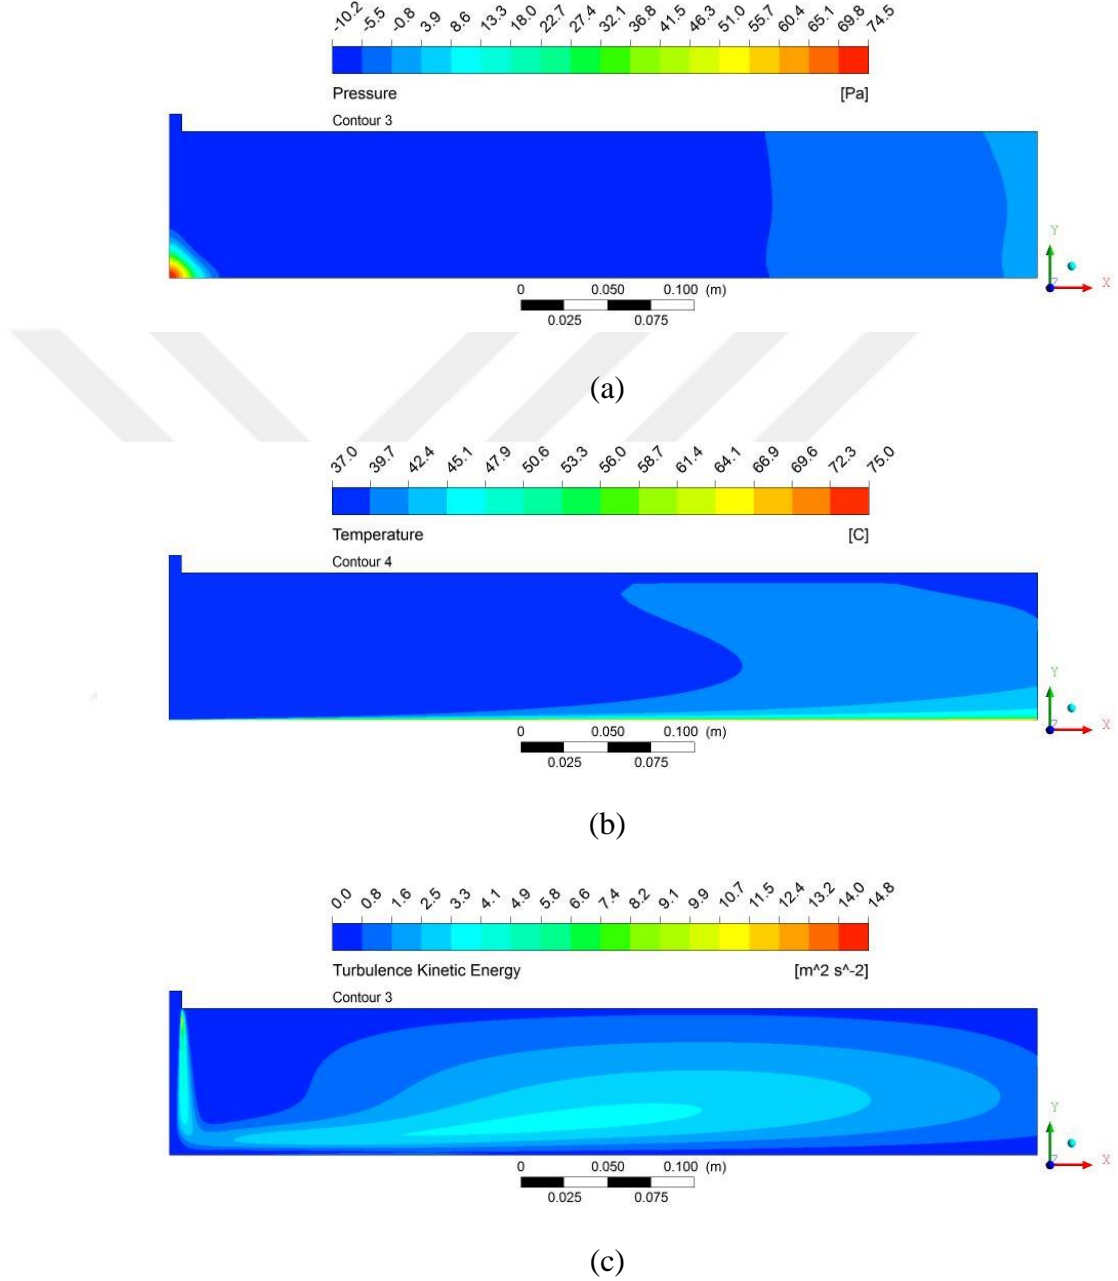 -10.2 -5.5 -0.8 3.9 8.6 13.3 18.0 22.7 27.4 32.1 36.8 41.5 46.3 51.0 55.7 60.4 65.1 69.8 74.5
Pressure [Pa]
Contour 3
0 0.050 0.100 (m)
0.025 0.075
Y
Z X
(a)
37.0 39.7 42.4 45.1 47.9 50.6 53.3 56.0 58.7 61.4 64.1 66.9 69.6 72.3 75.0
Temperature [C]
Contour 4
0 0.050 0.100 (m)
0.025 0.075
Y
Z X
(b)
0.0 0.8 1.6 2.5 3.3 4.1 4.9 5.8 6.6 7.4 8.2 9.1 9.9 10.7 11.5 12.4 13.2 14.0 14.8
Turbulence Kinetic Energy [m^2 s^-2]
Contour 3
0 0.050 0.100 (m)
0.025 0.075
Y
Z X
(c)